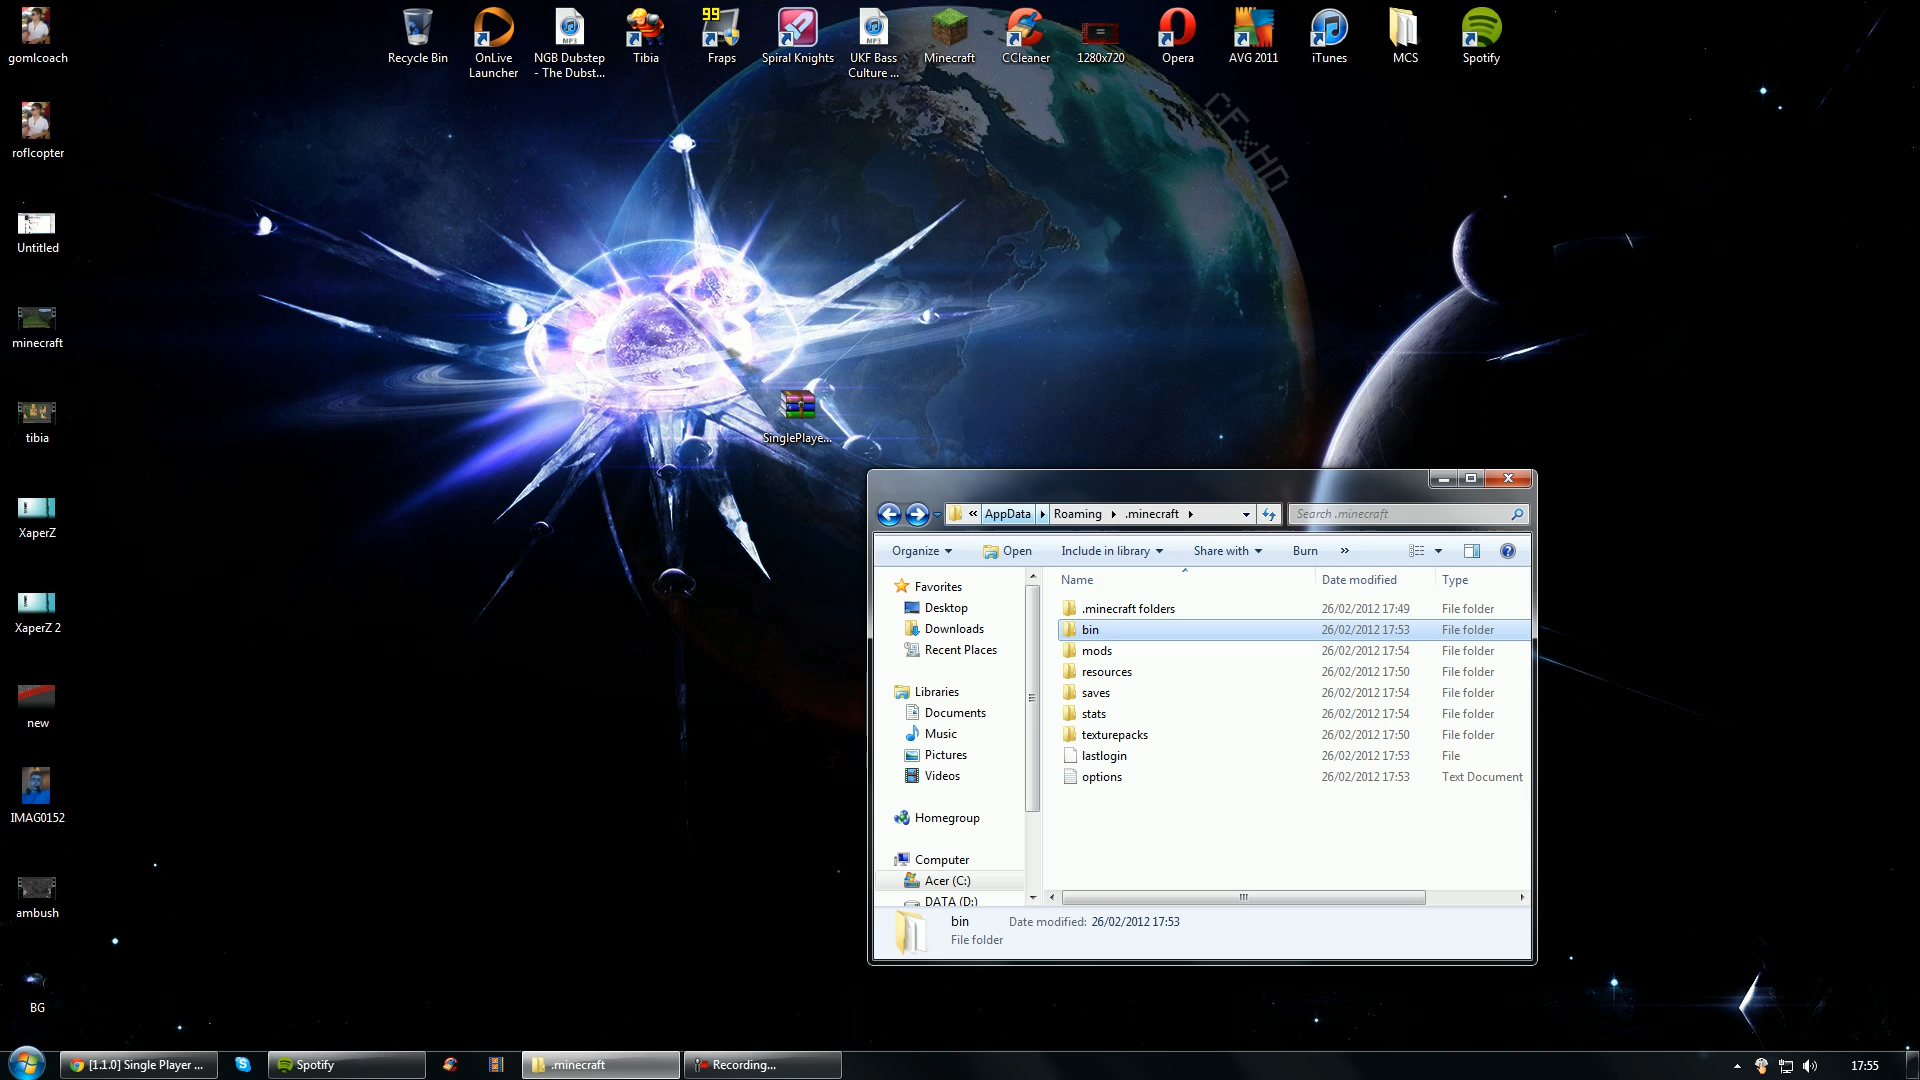 gomlcoach
roflcopter
Untitled
minecraft
tibia
XaperZ
XaperZ 2
new
IMAG0152
ambush
BG
Recycle Bin
OnLive
Launcher
MP3
NGB Dubstep
- The Dubst...
Tibia
99
Fraps
Spiral Knights
MP3
UKF Bass
Culture ...
Minecraft
CCleaner
1280x720
Opera
AVG 2011
iTunes
MCS
Spotify
SinglePlaye...
« AppData Roaming .minecraft
Search .minecraft
Organize Open Include in library Share with Burn »
Favorites
Desktop
Downloads
Recent Places
Libraries
Documents
Music
Pictures
Videos
Homegroup
Computer
Acer (C:)
DATA (D:)
Name Date modified Type
.minecraft folders 26/02/2012 17:49 File folder
bin 26/02/2012 17:53 File folder
mods 26/02/2012 17:54 File folder
resources 26/02/2012 17:50 File folder
saves 26/02/2012 17:54 File folder
stats 26/02/2012 17:54 File folder
texturepacks 26/02/2012 17:50 File folder
lastlogin 26/02/2012 17:53 File
options 26/02/2012 17:53 Text Document
bin Date modified: 26/02/2012 17:53
File folder
[1.1.0] Single Player ...
Spotify
.minecraft
Recording...
17:55